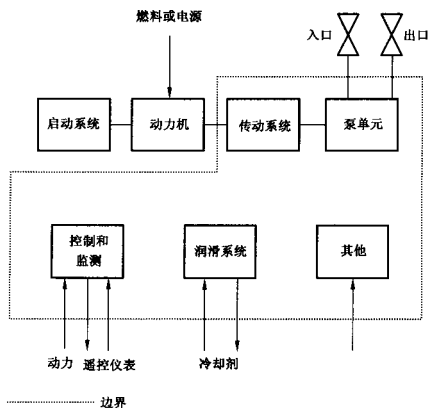 燃料或电源
入口
出口
启动系统
动力机
传动系统
泵单元
控制和
监测
润滑系统
其他
动力
遥控仪表
冷却剂
边界